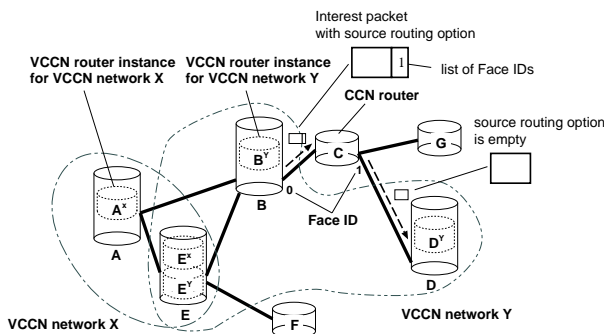 Interest packet
with source routing option
VCCN router instance
for VCCN network X
VCCN router instance
for VCCN network Y
1
list of Face IDs
CCN router
source routing option
is empty
B^Y
C
G
0
1
B
Face ID
A^X
A
E^X
E^Y
E
D^Y
D
F
VCCN network X
VCCN network Y